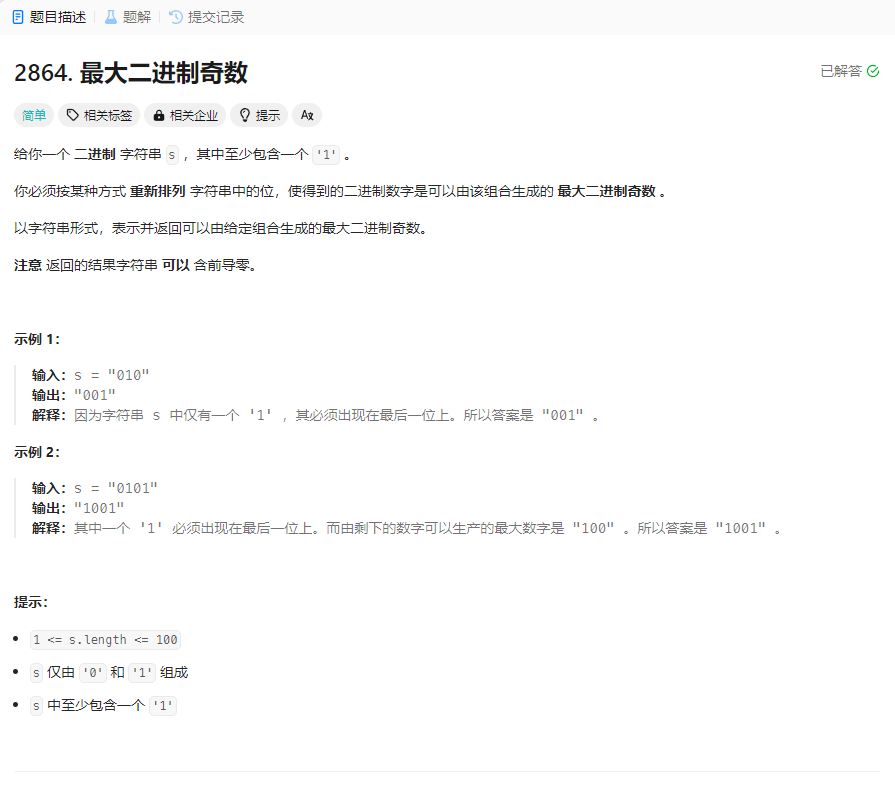 题目描述 题解 提交记录
2864. 最大二进制奇数 已解答
简单 相关标签 相关企业 提示 Aあ
给你一个 二进制 字符串 s ，其中至少包含一个 '1' 。
你必须按某种方式 重新排列 字符串中的位，使得到的二进制数字是可以由该组合生成的 最大二进制奇数 。
以字符串形式，表示并返回可以由给定组合生成的最大二进制奇数。
注意 返回的结果字符串 可以 含前导零。
示例 1：
输入：s = "010"
输出："001"
解释：因为字符串 s 中仅有一个 '1' ，其必须出现在最后一位上。所以答案是 "001" 。
示例 2：
输入：s = "0101"
输出："1001"
解释：其中一个 '1' 必须出现在最后一位上。而由剩下的数字可以生产的最大数字是 "100" 。所以答案是 "1001" 。
提示：
1 <= s.length <= 100
s 仅由 '0' 和 '1' 组成
s 中至少包含一个 '1'